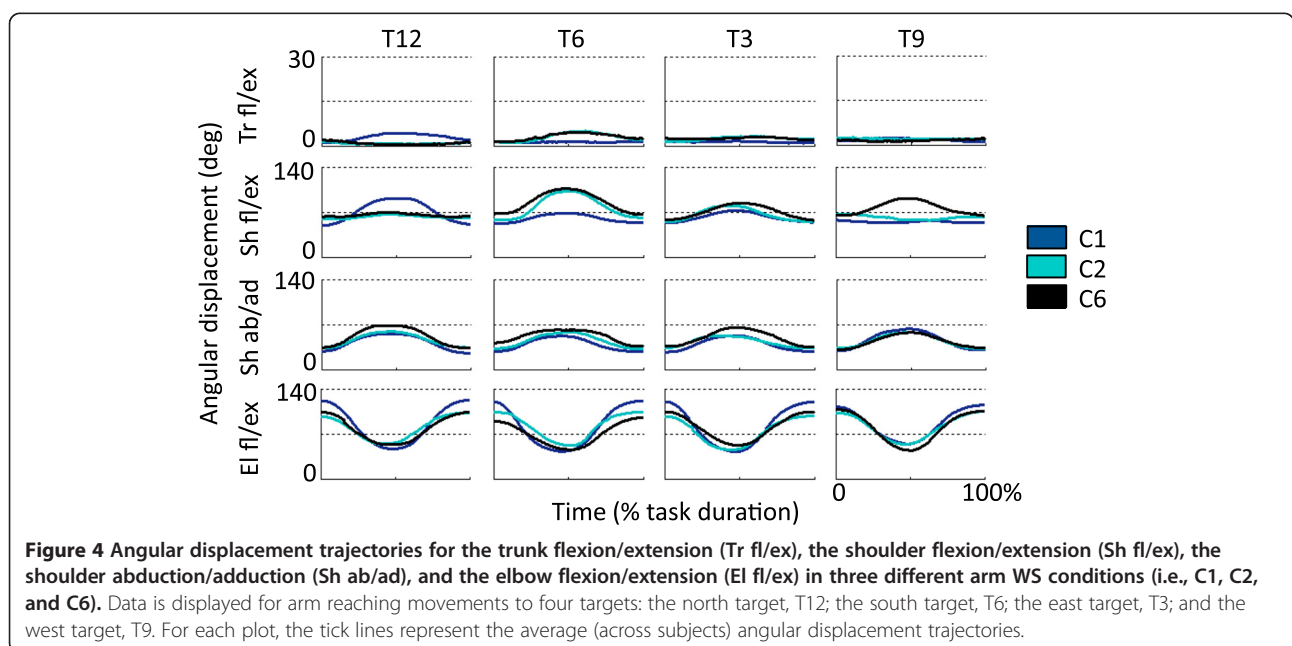 T12 T6 T3 T9
Angular displacement (deg)
Tr fl/ex
30
0
Sh fl/ex
140
0
Sh ab/ad
140
0
El fl/ex
140
0
0 100%
Time (% task duration)
C1
C2
C6
Figure 4 Angular displacement trajectories for the trunk flexion/extension (Tr fl/ex), the shoulder flexion/extension (Sh fl/ex), the
shoulder abduction/adduction (Sh ab/ad), and the elbow flexion/extension (El fl/ex) in three different arm WS conditions (i.e., C1, C2,
and C6). Data is displayed for arm reaching movements to four targets: the north target, T12; the south target, T6; the east target, T3; and the
west target, T9. For each plot, the tick lines represent the average (across subjects) angular displacement trajectories.